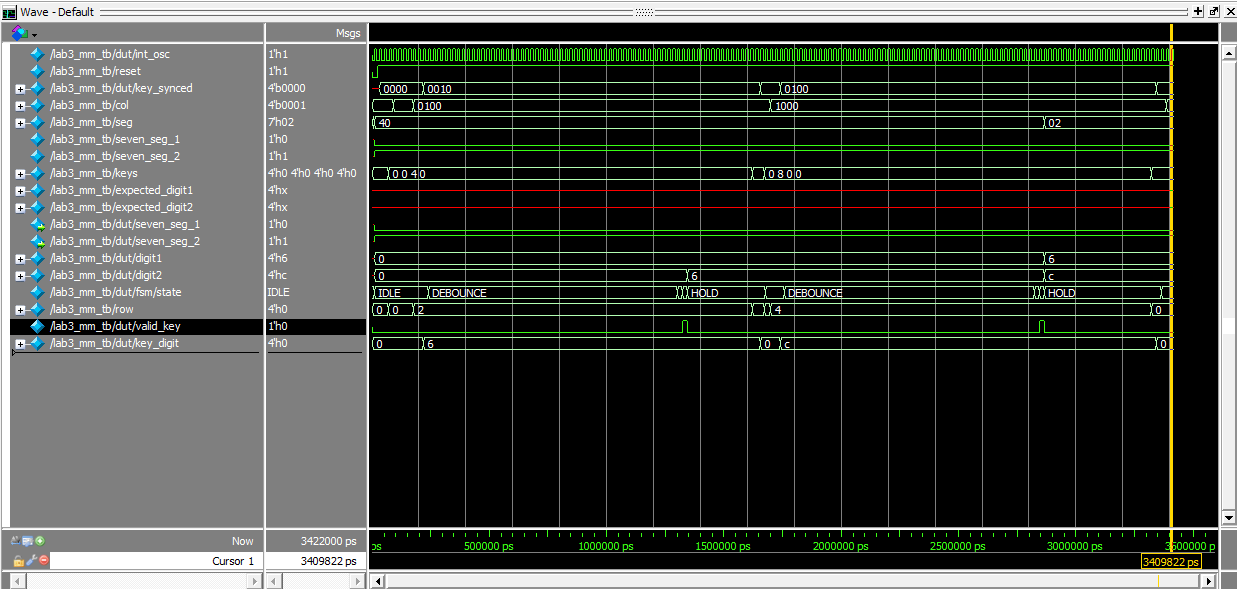 Wave - Default
Msgs
/lab3_mm_tb/dut/int_osc 1'h1
/lab3_mm_tb/reset 1'h1
/lab3_mm_tb/dut/key_synced 4'b0000 0000 0010 0100
/lab3_mm_tb/col 4'b0001 0100 1000
/lab3_mm_tb/seg 7'h02 40 02
/lab3_mm_tb/seven_seg_1 1'h0
/lab3_mm_tb/seven_seg_2 1'h1
/lab3_mm_tb/keys 4'h0 4'h0 4'h0 4'h0 0 0 4 0 0 8 0 0
/lab3_mm_tb/expected_digit1 4'hx
/lab3_mm_tb/expected_digit2 4'hx
/lab3_mm_tb/dut/seven_seg_1 1'h0
/lab3_mm_tb/dut/seven_seg_2 1'h1
/lab3_mm_tb/dut/digit1 4'h6 0 6
/lab3_mm_tb/dut/digit2 4'hc 0 6 c
/lab3_mm_tb/dut/fsm/state IDLE IDLE DEBOUNCE HOLD DEBOUNCE HOLD
/lab3_mm_tb/row 4'h0 0 0 2 4 0
/lab3_mm_tb/dut/valid_key 1'h0
/lab3_mm_tb/dut/key_digit 4'h0 0 6 0 c 0
Now 3422000 ps ps 500000 ps 1000000 ps 1500000 ps 2000000 ps 2500000 ps 3000000 ps 3500000 p
Cursor 1 3409822 ps 3409822 ps